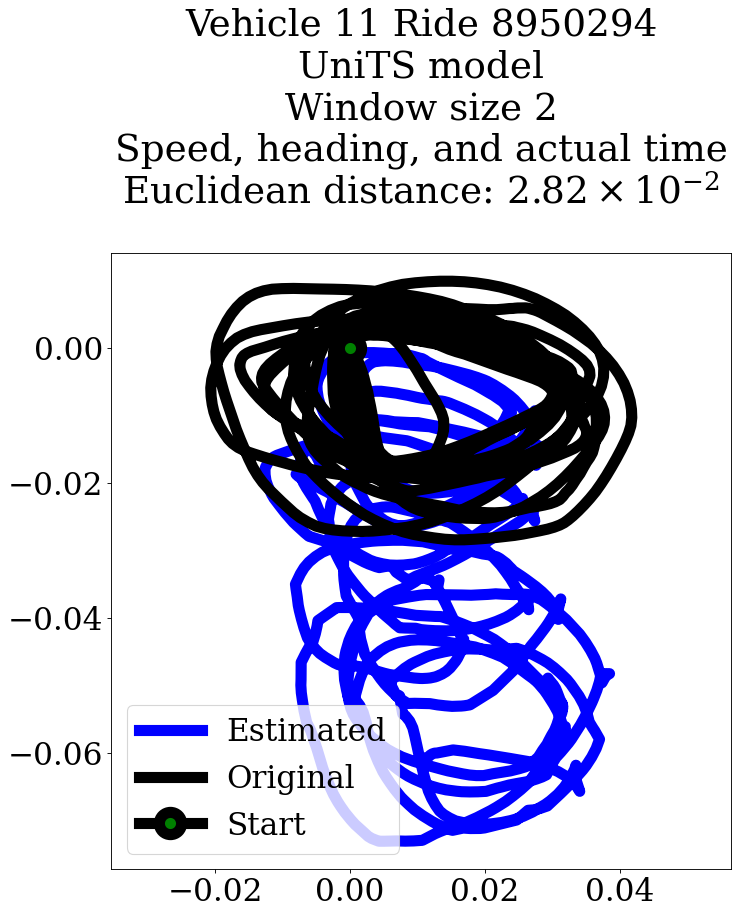 Vehicle 11 Ride 8950294
UniTS model
Window size 2
Speed, heading, and actual time
Euclidean distance: 2.82 × 10⁻²
0.00
−0.02
−0.04
−0.06
Estimated
Original
Start
−0.02 0.00 0.02 0.04